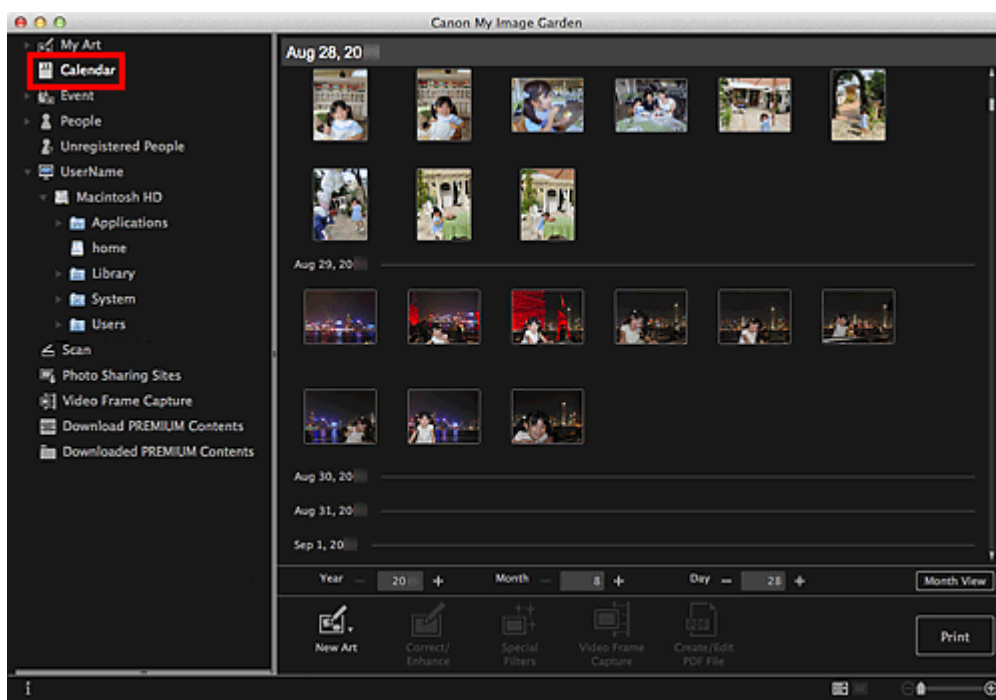 Canon My Image Garden
My Art
Calendar
Event
People
Unregistered People
UserName
Macintosh HD
Applications
home
Library
System
Users
Scan
Photo Sharing Sites
Video Frame Capture
Download PREMIUM Contents
Downloaded PREMIUM Contents
Aug 28, 20
Aug 29, 20
Aug 30, 20
Aug 31, 20
Sep 1, 20
Year − 20 + Month − 8 + Day − 28 + Month View
New Art
Correct/
Enhance
Special
Filters
Video Frame
Capture
Create/Edit
PDF File
Print